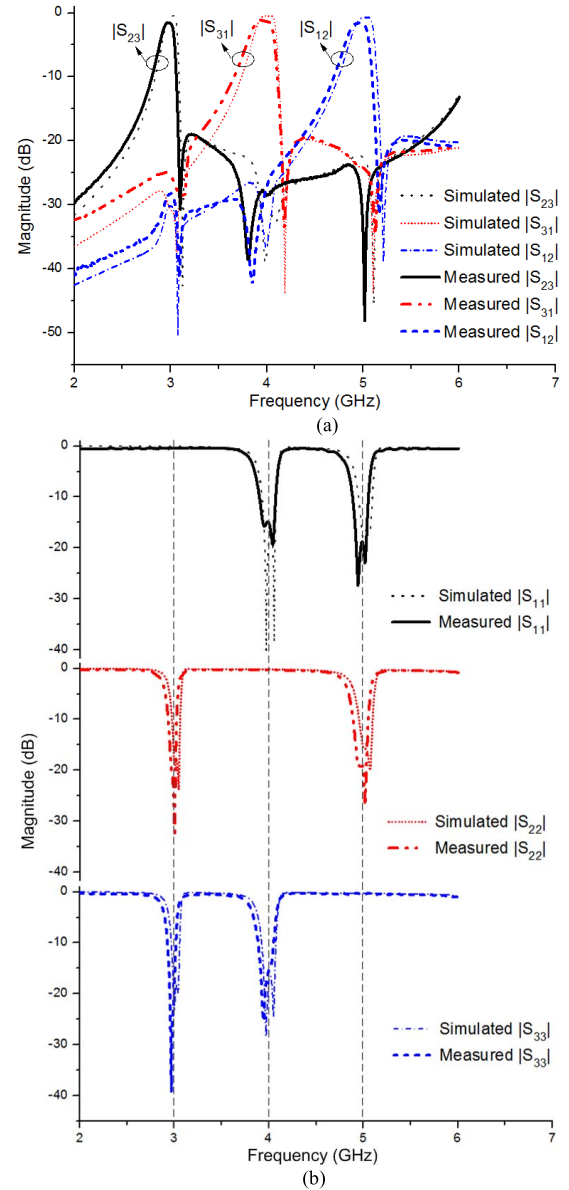 |S23| |S31| |S12|
0
-10
-20
-30
-40
-50
Magnitude (dB)
Simulated |S23|
Simulated |S31|
Simulated |S12|
Measured |S23|
Measured |S31|
Measured |S12|
2 3 4 5 6 7
Frequency (GHz)
(a)
0
-10
-20
-30
-40
Simulated |S11|
Measured |S11|
0
-10
-20
-30
-40
Magnitude (dB)
Simulated |S22|
Measured |S22|
0
-10
-20
-30
-40
Simulated |S33|
Measured |S33|
2 3 4 5 6 7
Frequency (GHz)
(b)